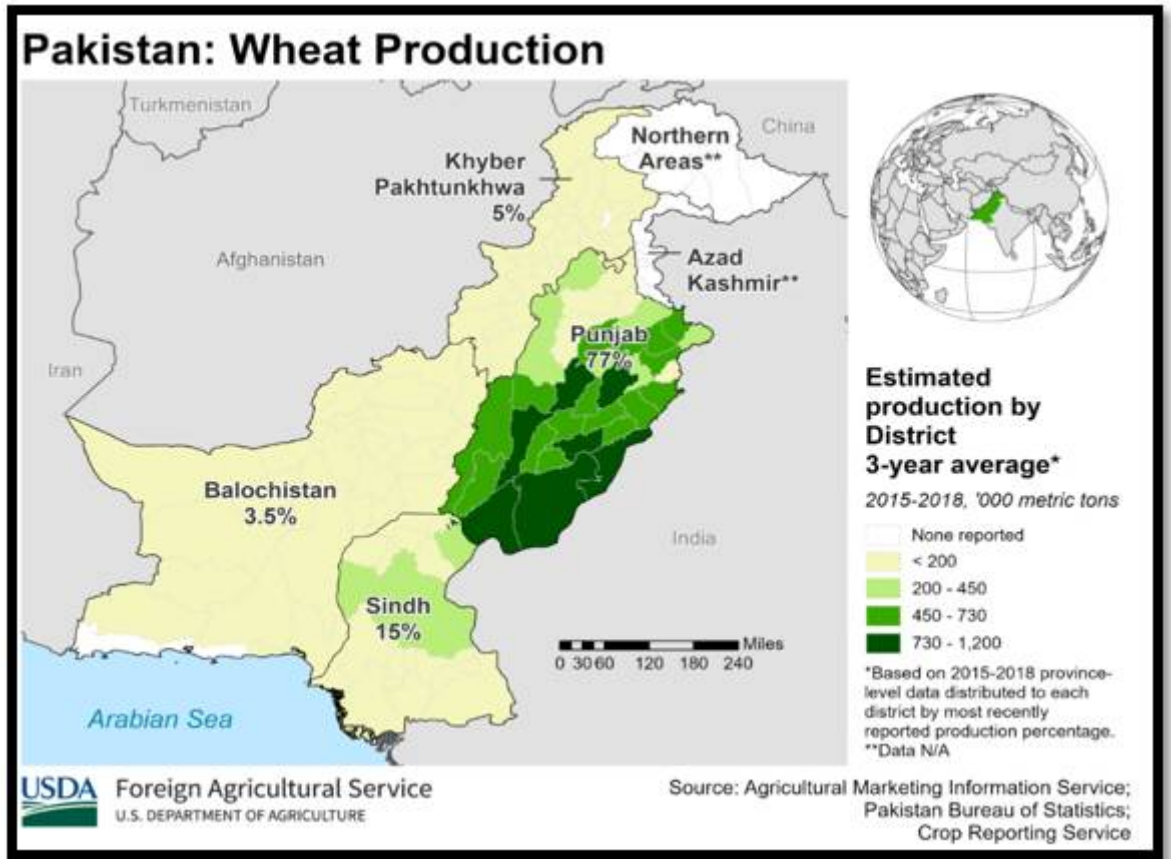 Pakistan: Wheat Production
Turkmenistan
China
Northern
Areas**
Khyber
Pakhtunkhwa
5%
Afghanistan
Azad
Kashmir**
Punjab
77%
Iran
Balochistan
3.5%
India
Sindh
15%
Miles
0 30 60 120 180 240
Arabian Sea
Estimated
production by
District
3-year average*
2015-2018, '000 metric tons
None reported
< 200
200 - 450
450 - 730
730 - 1,200
*Based on 2015-2018 province-
level data distributed to each
district by most recently
reported production percentage.
**Data N/A
USDA
Foreign Agricultural Service
U.S. DEPARTMENT OF AGRICULTURE
Source: Agricultural Marketing Information Service;
Pakistan Bureau of Statistics;
Crop Reporting Service